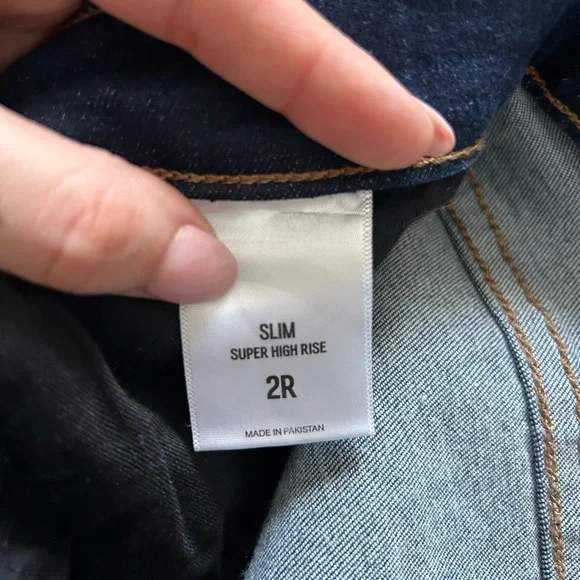 SLIM
SUPER HIGH RISE
2R
MADE IN PAKISTAN